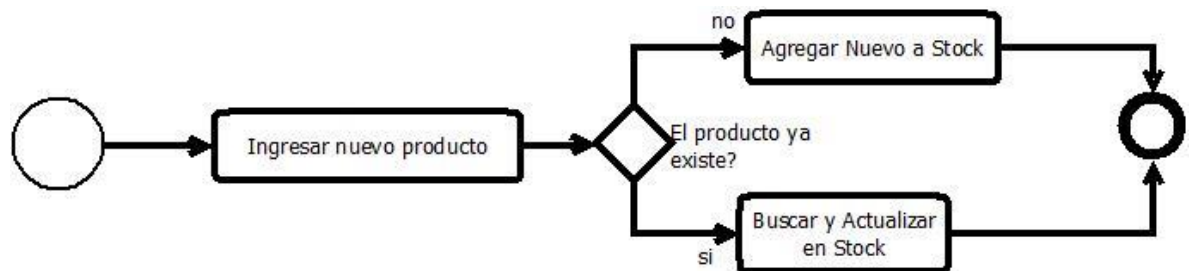 no
Agregar Nuevo a Stock
Ingresar nuevo producto
El producto ya
existe?
si
Buscar y Actualizar
en Stock